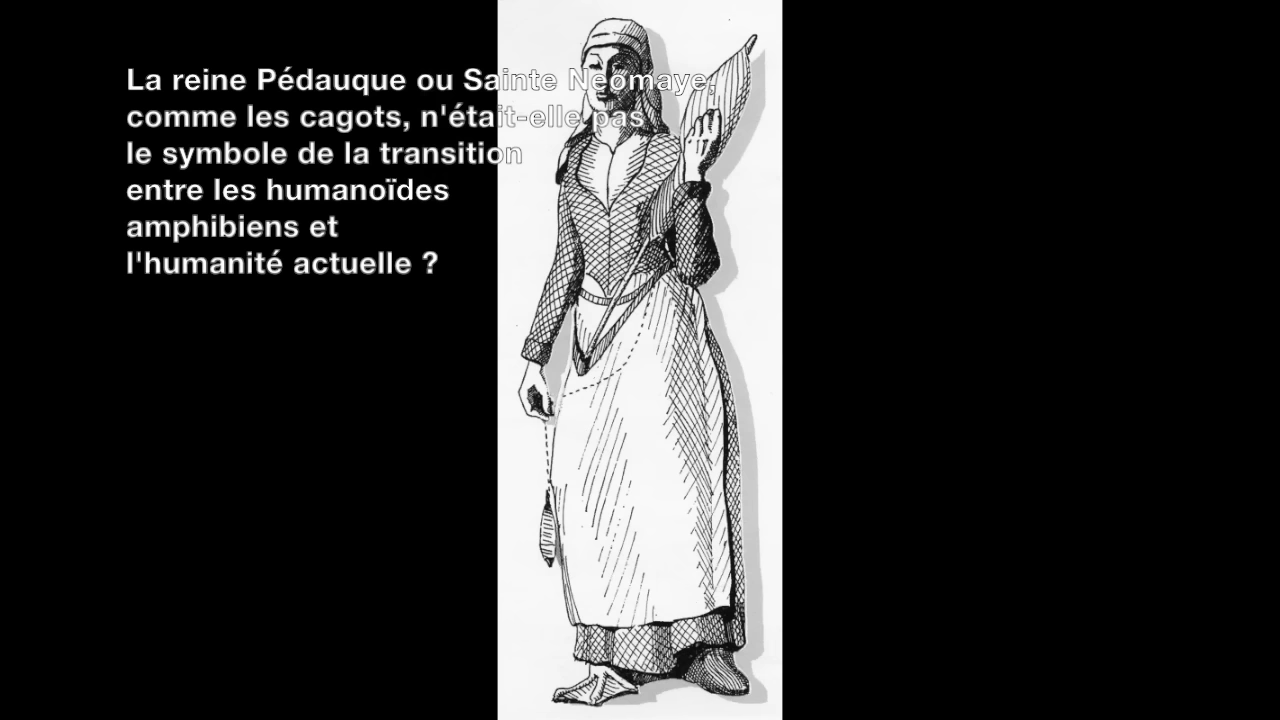 La reine Pédauque ou Sainte Néomaye,
comme les cagots, n'était-elle pas
le symbole de la transition
entre les humanoïdes
amphibiens et
l'humanité actuelle ?